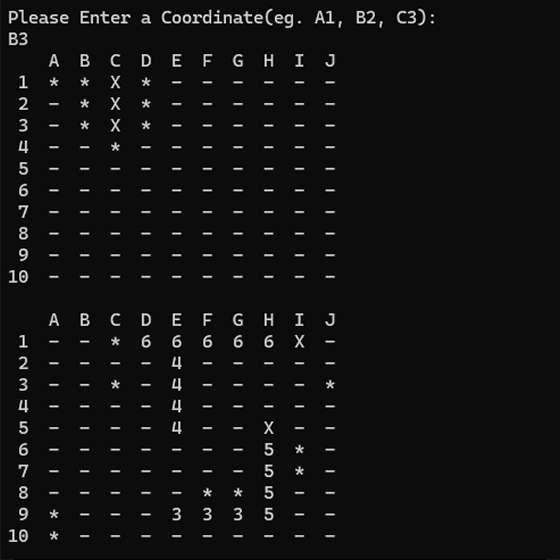 Please Enter a Coordinate(eg. A1, B2, C3):
B3
    A  B  C  D  E  F  G  H  I  J
 1  *  *  X  *  -  -  -  -  -  -
 2  -  *  X  *  -  -  -  -  -  -
 3  -  *  X  *  -  -  -  -  -  -
 4  -  -  *  -  -  -  -  -  -  -
 5  -  -  -  -  -  -  -  -  -  -
 6  -  -  -  -  -  -  -  -  -  -
 7  -  -  -  -  -  -  -  -  -  -
 8  -  -  -  -  -  -  -  -  -  -
 9  -  -  -  -  -  -  -  -  -  -
10  -  -  -  -  -  -  -  -  -  -

    A  B  C  D  E  F  G  H  I  J
 1  -  -  *  6  6  6  6  6  X  -
 2  -  -  -  -  4  -  -  -  -  -
 3  -  -  *  -  4  -  -  -  -  *
 4  -  -  -  -  4  -  -  -  -  -
 5  -  -  -  -  4  -  -  X  -  -
 6  -  -  -  -  -  -  -  5  *  -
 7  -  -  -  -  -  -  -  5  *  -
 8  -  -  -  -  -  *  *  5  -  -
 9  *  -  -  -  3  3  3  5  -  -
10  *  -  -  -  -  -  -  -  -  -